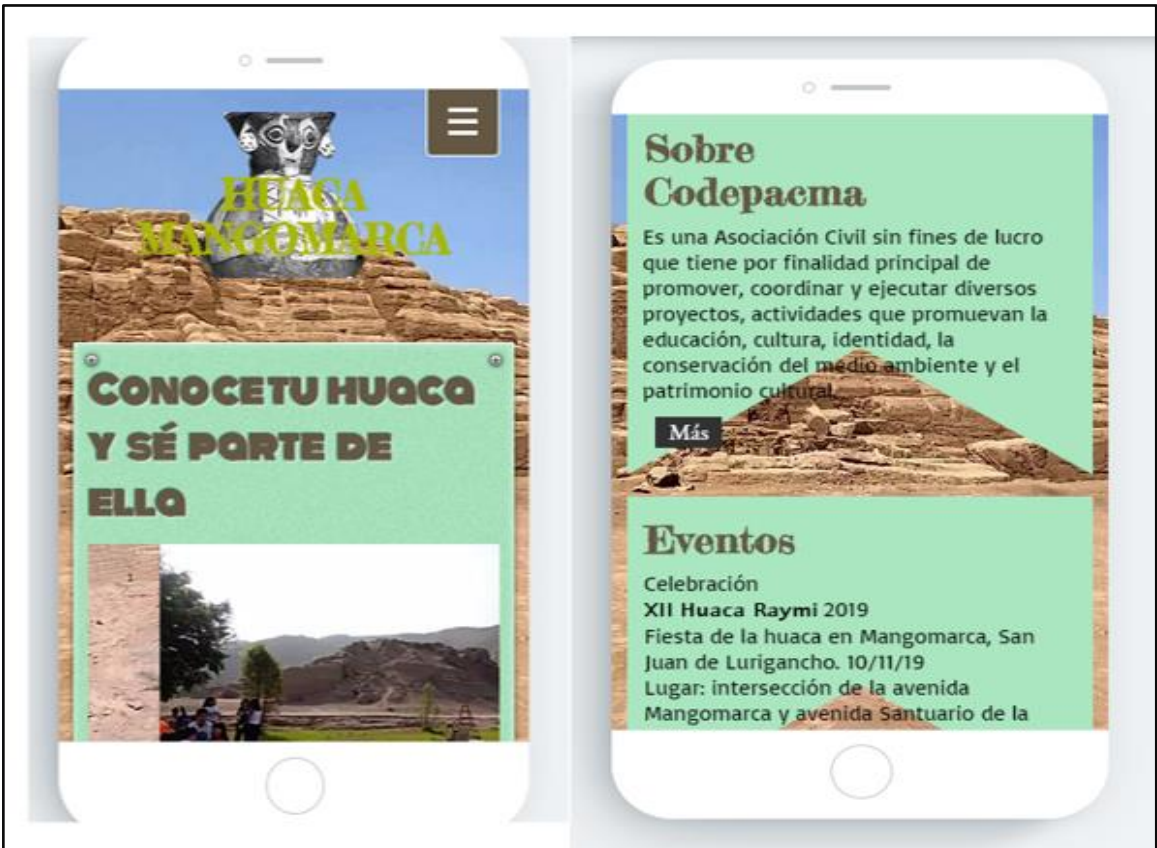 HUACA
MANGOMARCA
CONOCETU HUACA
Y SÉ PARTE DE
ELLA
Sobre
Codepacma
Es una Asociación Civil sin fines de lucro
que tiene por finalidad principal de
promover, coordinar y ejecutar diversos
proyectos, actividades que promuevan la
educación, cultura, identidad, la
conservación del medio ambiente y el
patrimonio cultural.
Más
Eventos
Celebración
XII Huaca Raymi 2019
Fiesta de la huaca en Mangomarca, San
Juan de Lurigancho. 10/11/19
Lugar: intersección de la avenida
Mangomarca y avenida Santuario de la